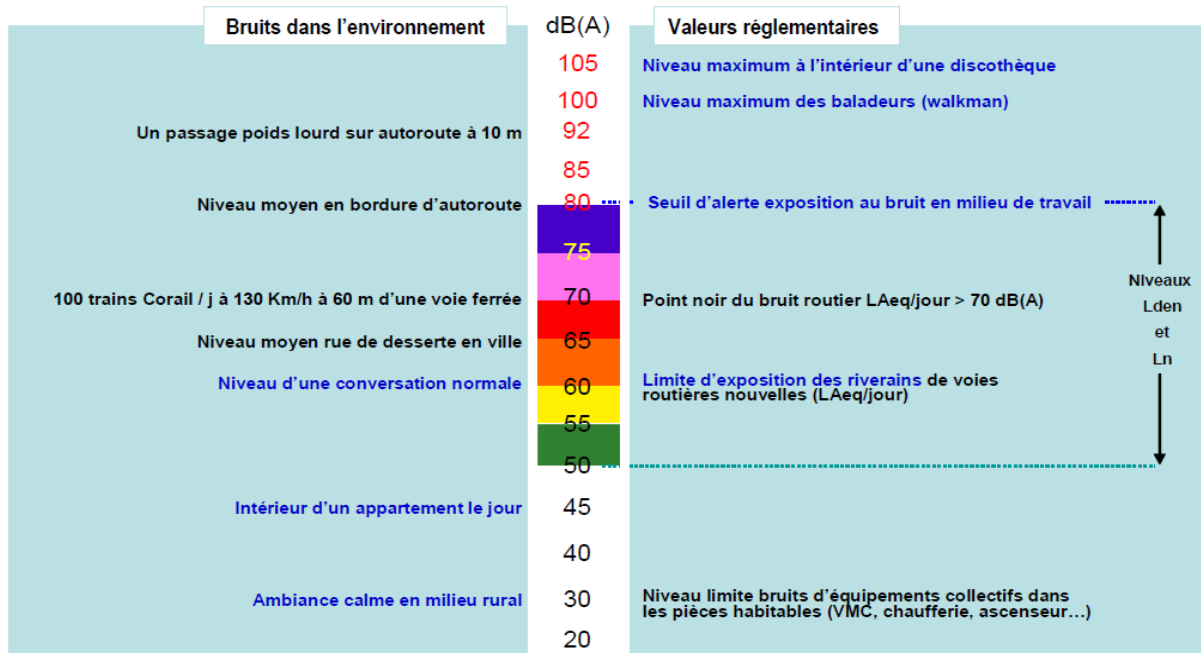 Bruits dans l'environnement dB(A) Valeurs réglementaires
105 Niveau maximum à l'intérieur d'une discothèque
100 Niveau maximum des baladeurs (walkman)
Un passage poids lourd sur autoroute à 10 m 92
85
Niveau moyen en bordure d'autoroute 80 Seuil d'alerte exposition au bruit en milieu de travail
75
Niveaux
Lden
et
Ln
100 trains Corail / j à 130 Km/h à 60 m d'une voie ferrée 70 Point noir du bruit routier LAeq/jour > 70 dB(A)
Niveau moyen rue de desserte en ville 65
Niveau d'une conversation normale 60 Limite d'exposition des riverains de voies
routières nouvelles (LAeq/jour)
55
50
Intérieur d'un appartement le jour 45
40
Ambiance calme en milieu rural 30 Niveau limite bruits d'équipements collectifs dans
les pièces habitables (VMC, chaufferie, ascenseur...)
20